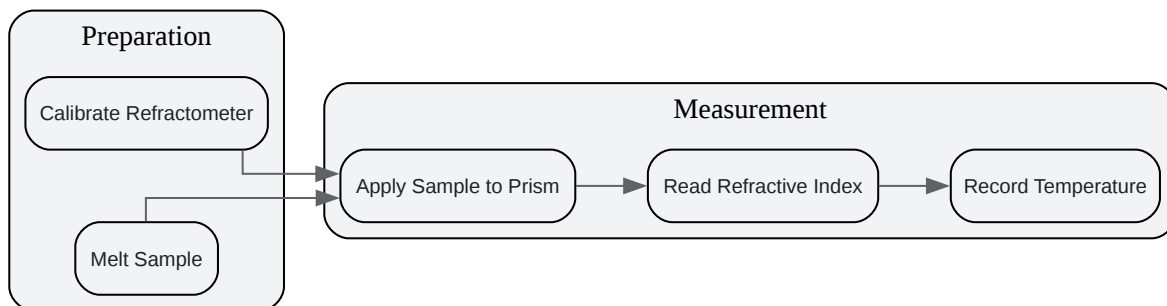 Preparation
Calibrate Refractometer
Melt Sample
Measurement
Apply Sample to Prism
Read Refractive Index
Record Temperature